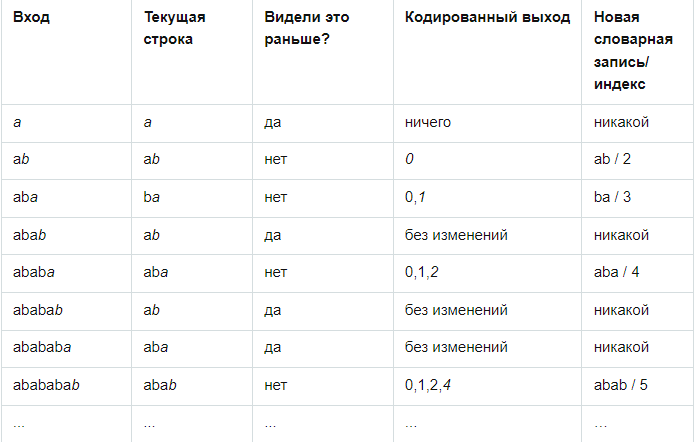 Вход	Текущая строка	Видели это раньше?	Кодированный выход	Новая словарная запись/ индекс
a	a	да	ничего	никакой
ab	ab	нет	0	ab / 2
aba	ba	нет	0,1	ba / 3
abab	ab	да	без изменений	никакой
ababa	aba	нет	0,1,2	aba / 4
ababab	ab	да	без изменений	никакой
abababa	aba	да	без изменений	никакой
abababab	abab	нет	0,1,2,4	abab / 5
...	...	...	...	...